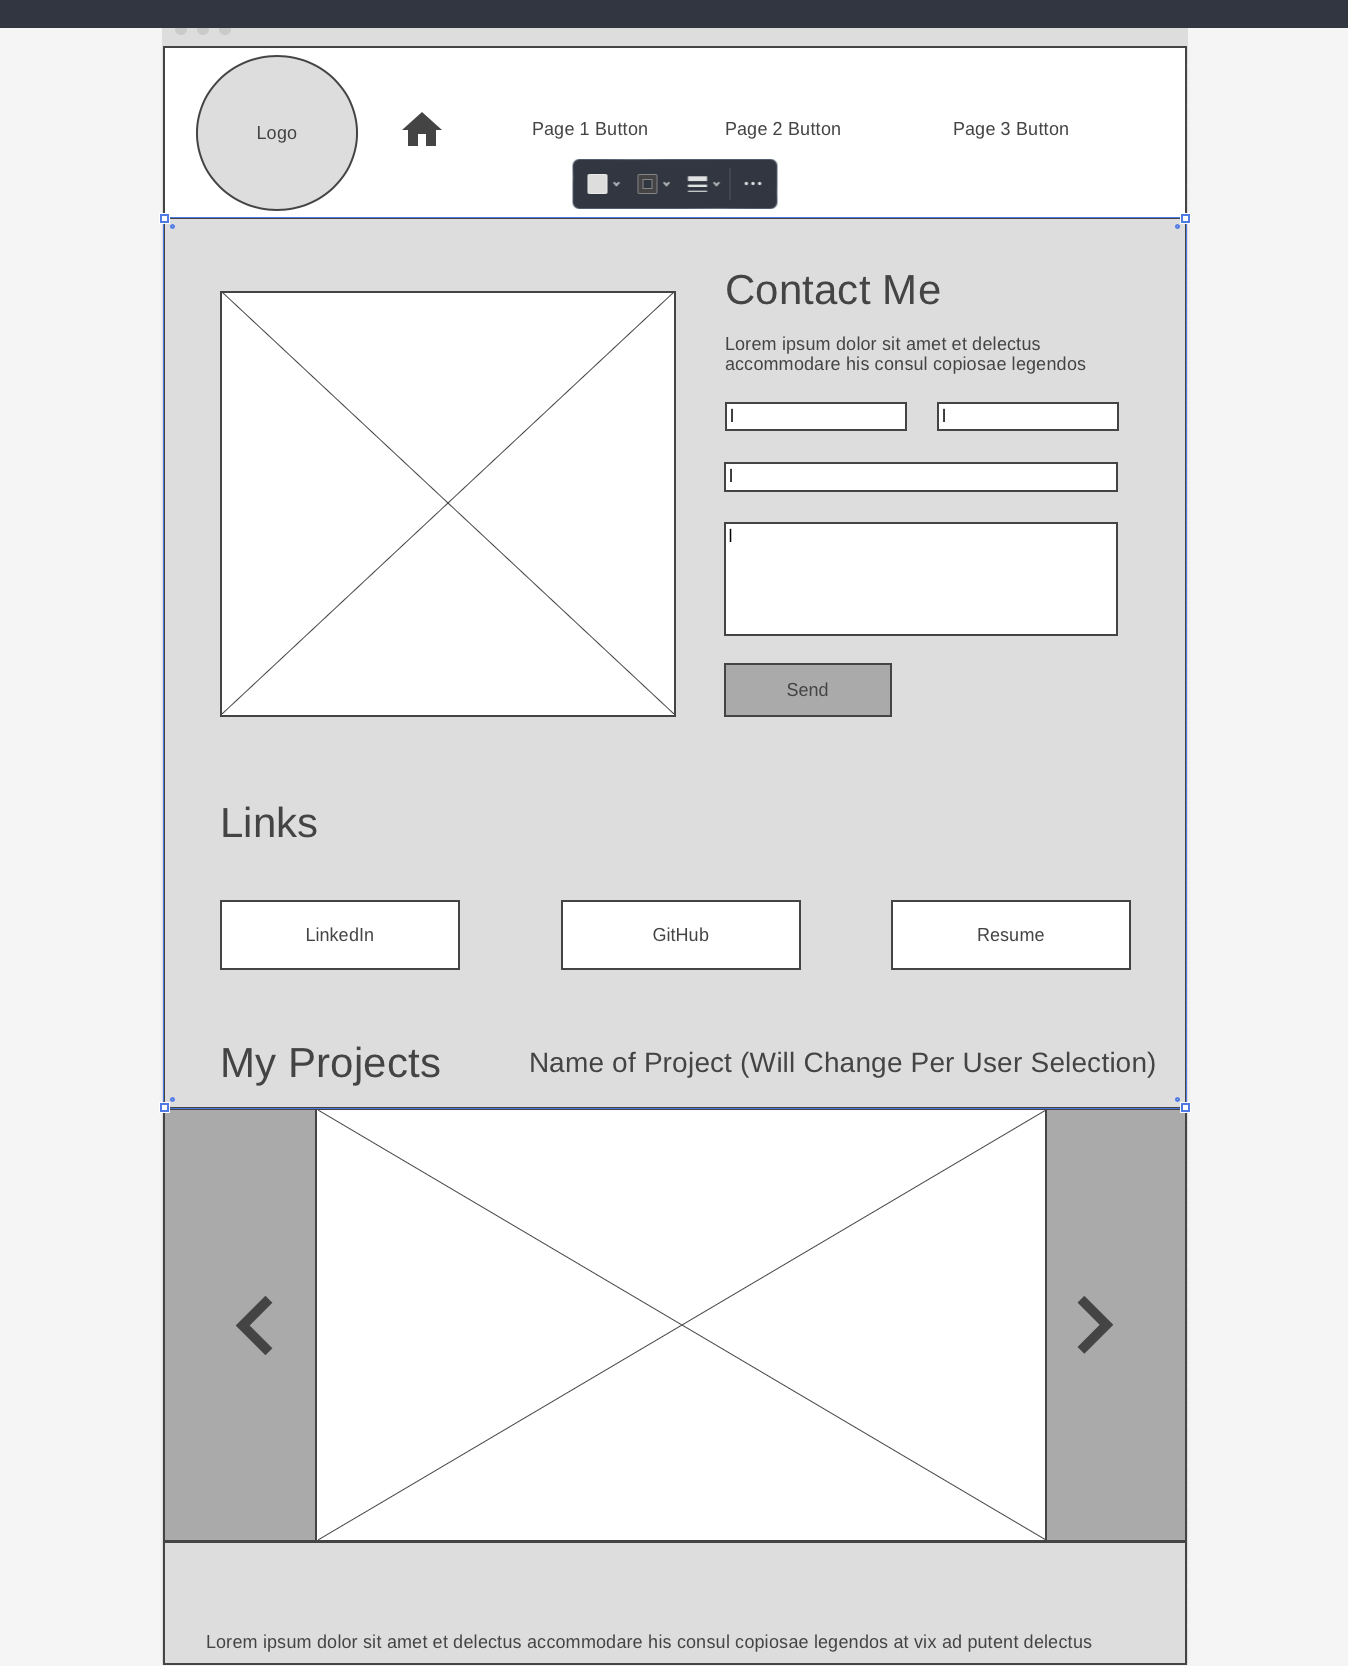 Logo
Page 1 Button
Page 2 Button
Page 3 Button
Contact Me
Lorem ipsum dolor sit amet et delectus
accommodare his consul copiosae legendos
Send
Links
LinkedIn
GitHub
Resume
My Projects
Name of Project (Will Change Per User Selection)
Lorem ipsum dolor sit amet et delectus accommodare his consul copiosae legendos at vix ad putent delectus